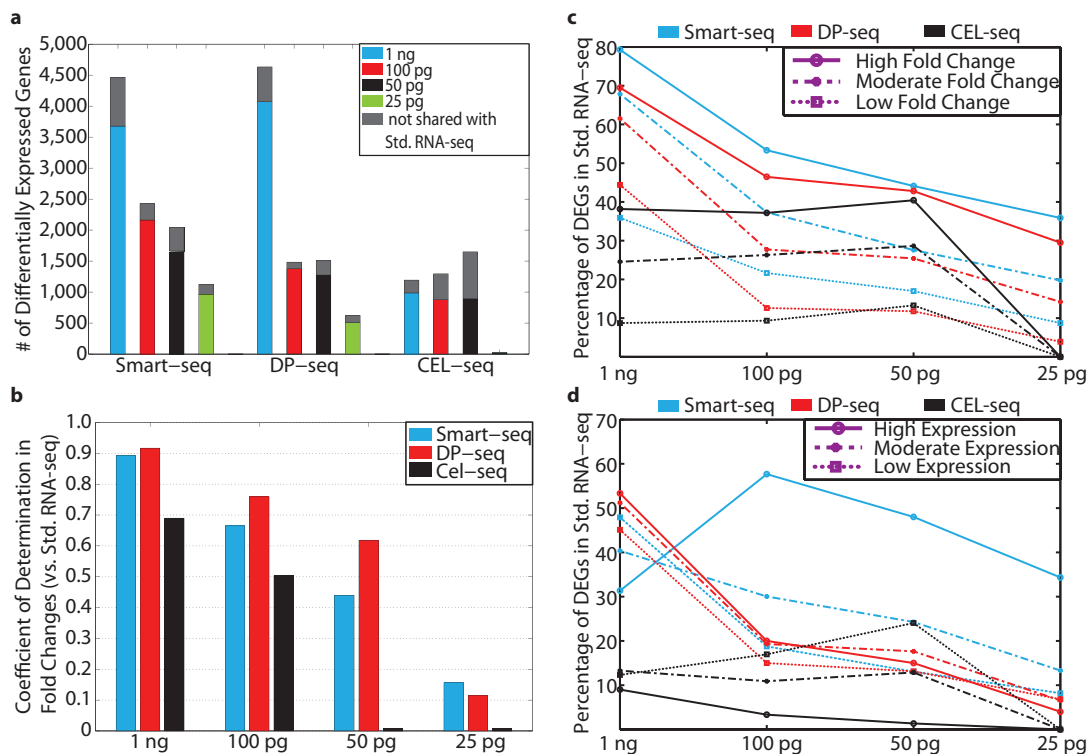 a
5,000
4,500
4,000
3,500
3,000
2,500
2,000
1,500
1,000
500
0
# of Differentially Expressed Genes
1 ng
100 pg
50 pg
25 pg
not shared with
Std. RNA-seq
Smart−seq
DP−seq
CEL−seq
b
1.0
0.9
0.8
0.7
0.6
0.5
0.4
0.3
0.2
0.1
0
Coefficient of Determination in
Fold Changes (vs. Std. RNA-seq)
Smart−seq
DP−seq
Cel−seq
1 ng
100 pg
50 pg
25 pg
c
Smart-seq
DP-seq
CEL-seq
High Fold Change
Moderate Fold Change
Low Fold Change
80
70
60
50
40
30
20
10
Percentage of DEGs in Std. RNA−seq
1 ng
100 pg
50 pg
25 pg
d
Smart-seq
DP-seq
CEL-seq
High Expression
Moderate Expression
Low Expression
70
60
50
40
30
20
10
Percentage of DEGs in Std. RNA−seq
1 ng
100 pg
50 pg
25 pg